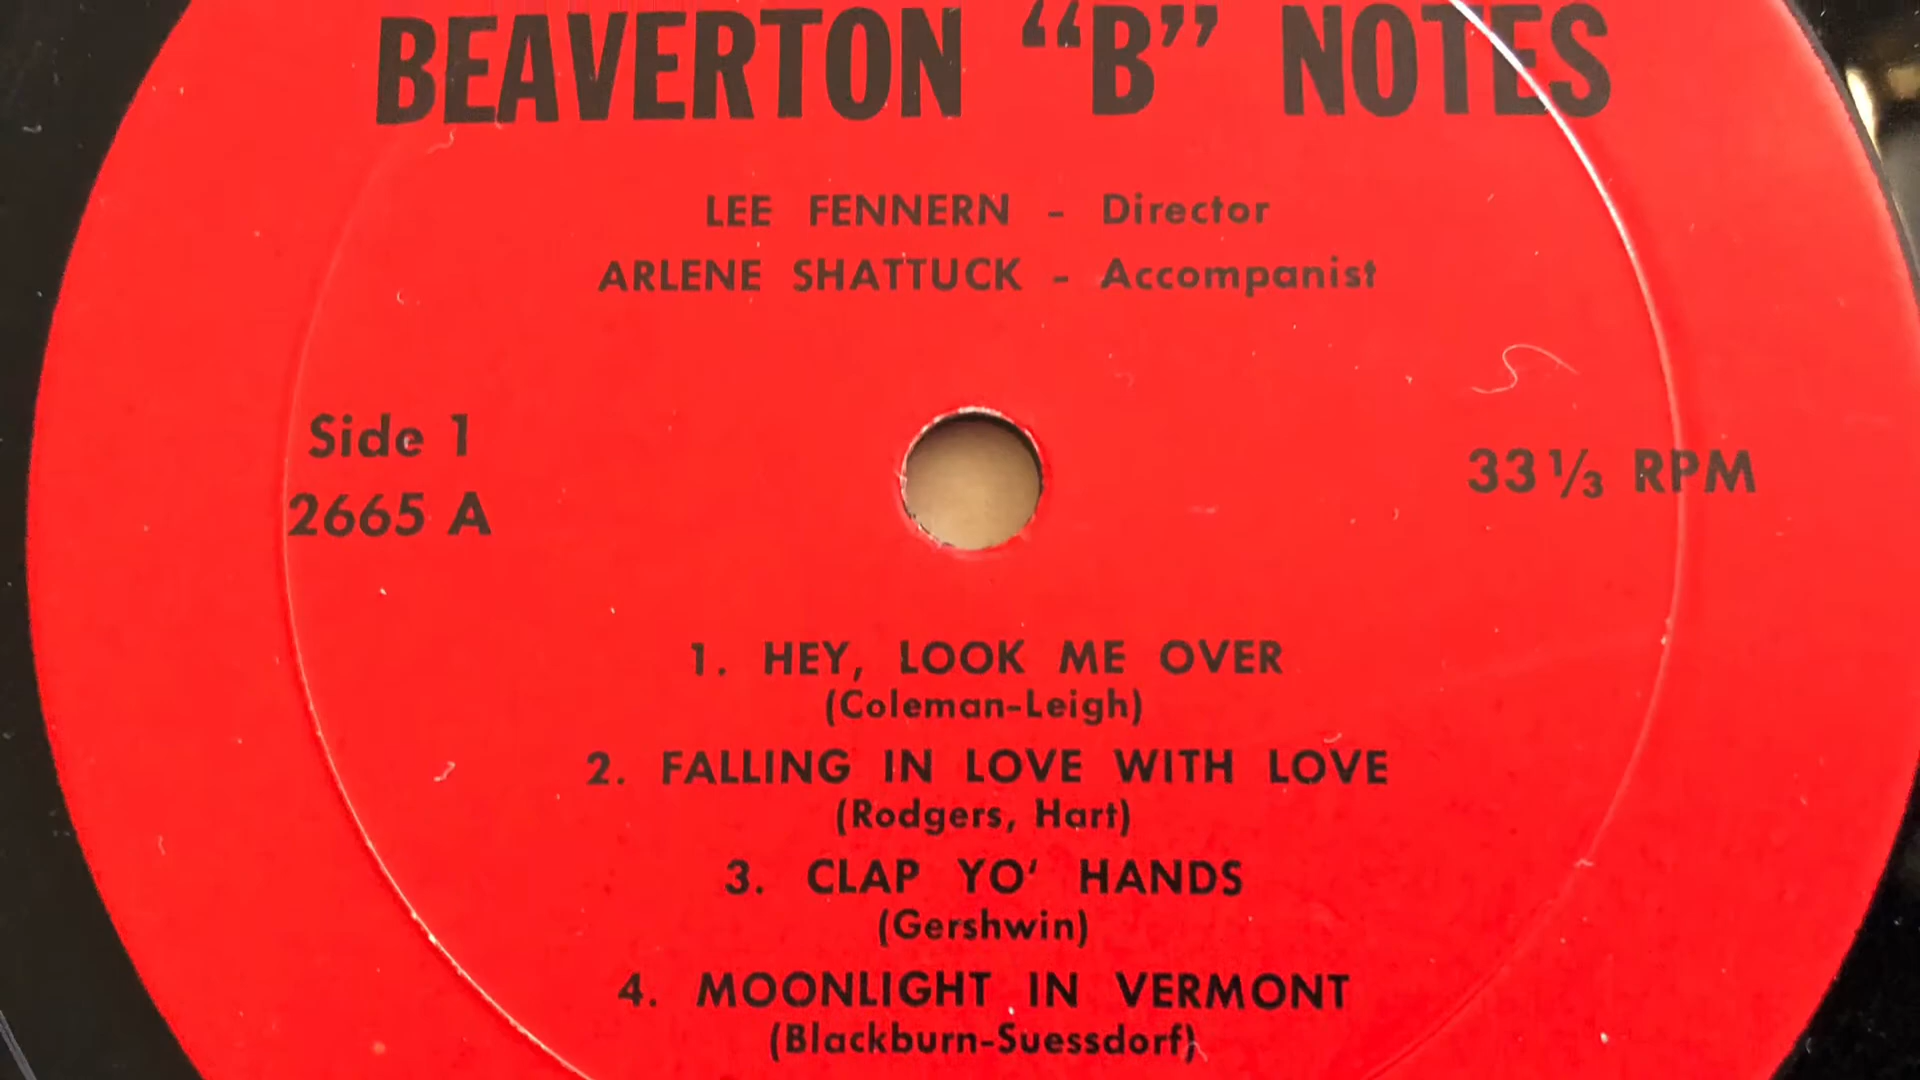 BEAVERTON “B” NOTES
LEE FENNERN - Director
ARLENE SHATTUCK - Accompanist
Side 1
2665 A
33 ⅓ RPM
1. HEY, LOOK ME OVER
(Coleman-Leigh)
2. FALLING IN LOVE WITH LOVE
(Rodgers, Hart)
3. CLAP YO' HANDS
(Gershwin)
4. MOONLIGHT IN VERMONT
(Blackburn-Suessdorf)